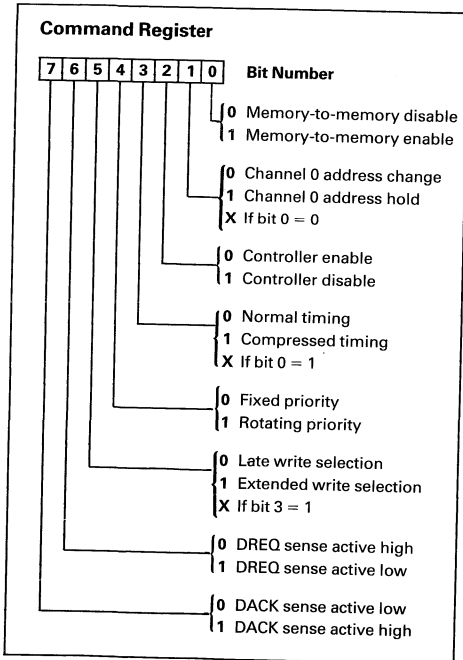 Command Register
7 6 5 4 3 2 1 0 Bit Number
0 Memory-to-memory disable
1 Memory-to-memory enable
0 Channel 0 address change
1 Channel 0 address hold
X If bit 0 = 0
0 Controller enable
1 Controller disable
0 Normal timing
1 Compressed timing
X If bit 0 = 1
0 Fixed priority
1 Rotating priority
0 Late write selection
1 Extended write selection
X If bit 3 = 1
0 DREQ sense active high
1 DREQ sense active low
0 DACK sense active low
1 DACK sense active high